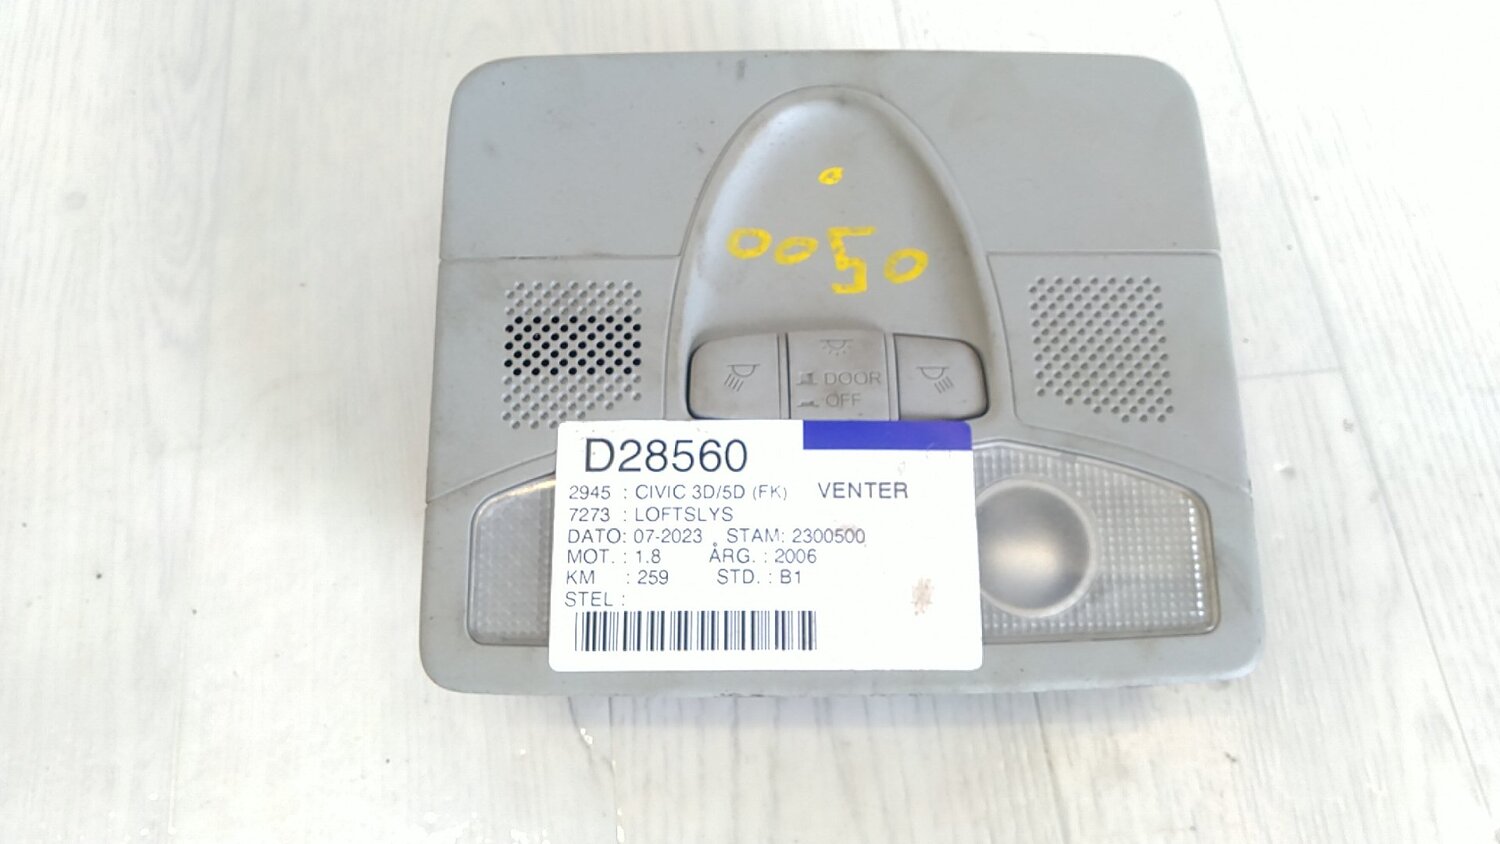 0050
DOOR
OFF
D28560
2945 : CIVIC 3D/5D (FK) VENTER
7273 : LOFTSLYS
DATO: 07-2023 STAM: 2300500
MOT. : 1.8 ÅRG. : 2006
KM : 259 STD. : B1
STEL :